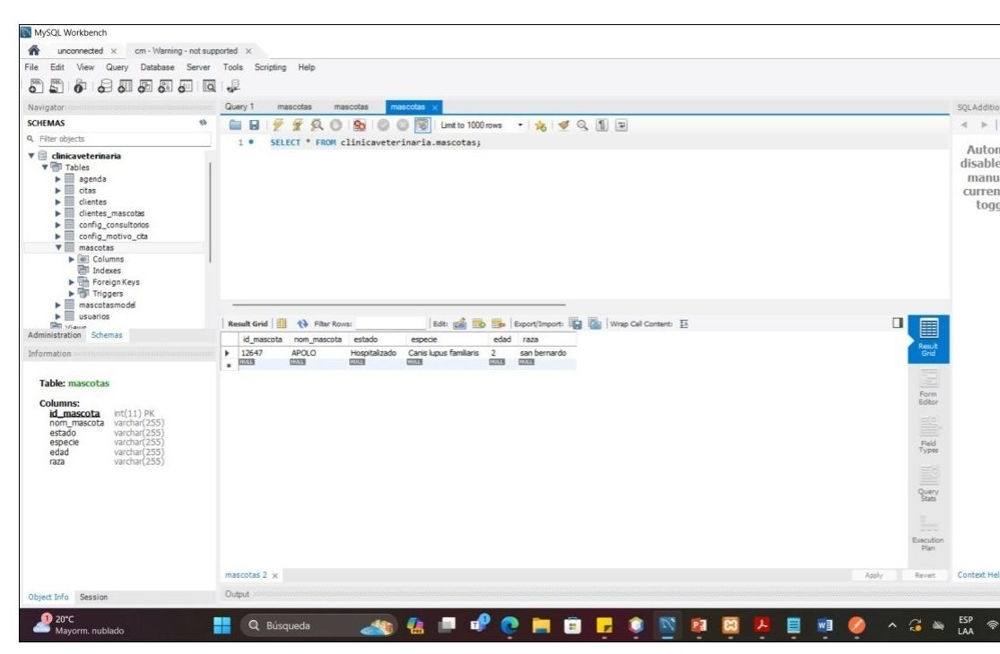 MySQL Workbench
unconnected × cm - Warning - not supported ×
File Edit View Query Database Server Tools Scripting Help
Navigator
SCHEMAS
Filter objects
clinicaveterinaria
Tables
agenda
citas
clientes
clientes_mascotas
config_consultorios
config_motivo_cita
mascotas
Columns
Indexes
Foreign Keys
Triggers
mascotasmodel
usuarios
Views
Administration Schemas
Information
Table: mascotas
Columns:
id_mascota int(11) PK
nom_mascota varchar(255)
estado varchar(255)
especie varchar(255)
edad varchar(255)
raza varchar(255)
Object Info Session
Query 1 mascotas mascotas mascotas ×
Limit to 1000 rows
1 SELECT * FROM clinicaveterinaria.mascotas;
Result Grid Filter Rows: Edit: Export/Import: Wrap Cell Content:
id_mascota nom_mascota estado especie edad raza
12647 APOLO Hospitalizado Canis lupus familiaris 2 san bernardo
NULL NULL NULL NULL NULL NULL
Result
Grid
Form
Editor
Field
Types
Query
Stats
Execution
Plan
mascotas 2 ×
Apply Revert
Output
SQLAdditio
Auton
disable
manu
curren
togg
Context Hel
1 20°C
Mayorm. nublado
Búsqueda
ESP
LAA